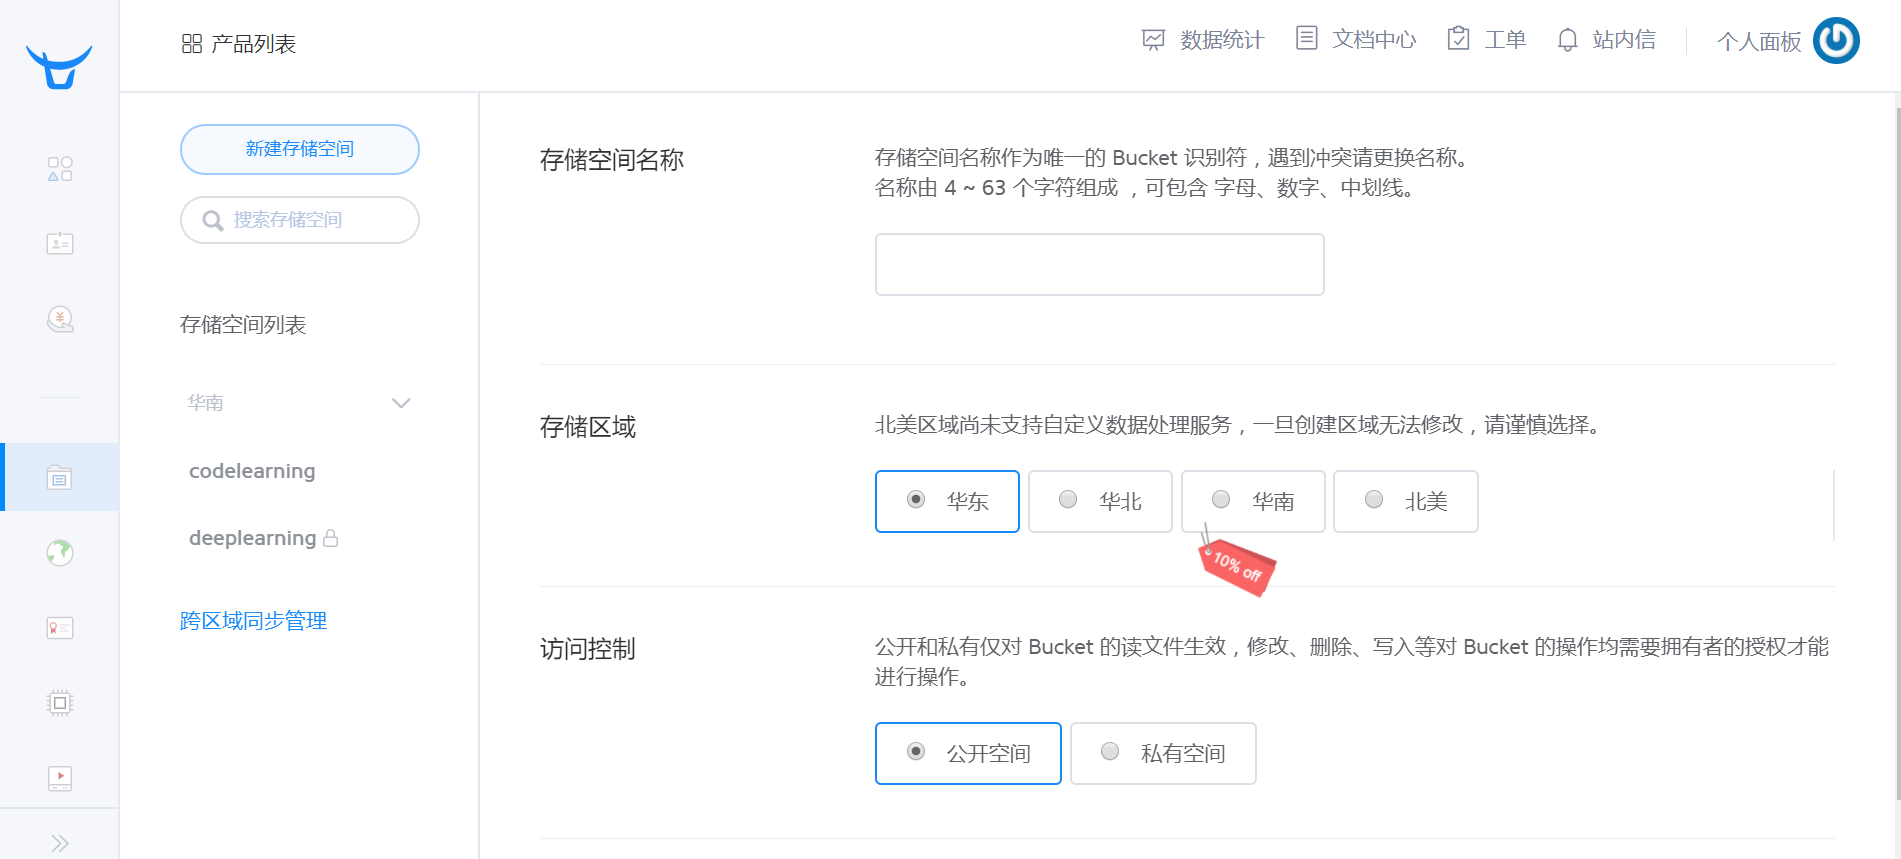 产品列表
数据统计
文档中心
工单
站内信
个人面板
新建存储空间
搜索存储空间
存储空间列表
华南
codelearning
deeplearning
跨区域同步管理
存储空间名称
存储空间名称作为唯一的 Bucket 识别符，遇到冲突请更换名称。
名称由 4 ~ 63 个字符组成 ，可包含 字母、数字、中划线。
存储区域
北美区域尚未支持自定义数据处理服务，一旦创建区域无法修改，请谨慎选择。
华东
华北
华南
北美
10% off
访问控制
公开和私有仅对 Bucket 的读文件生效，修改、删除、写入等对 Bucket 的操作均需要拥有者的授权才能
进行操作。
公开空间
私有空间